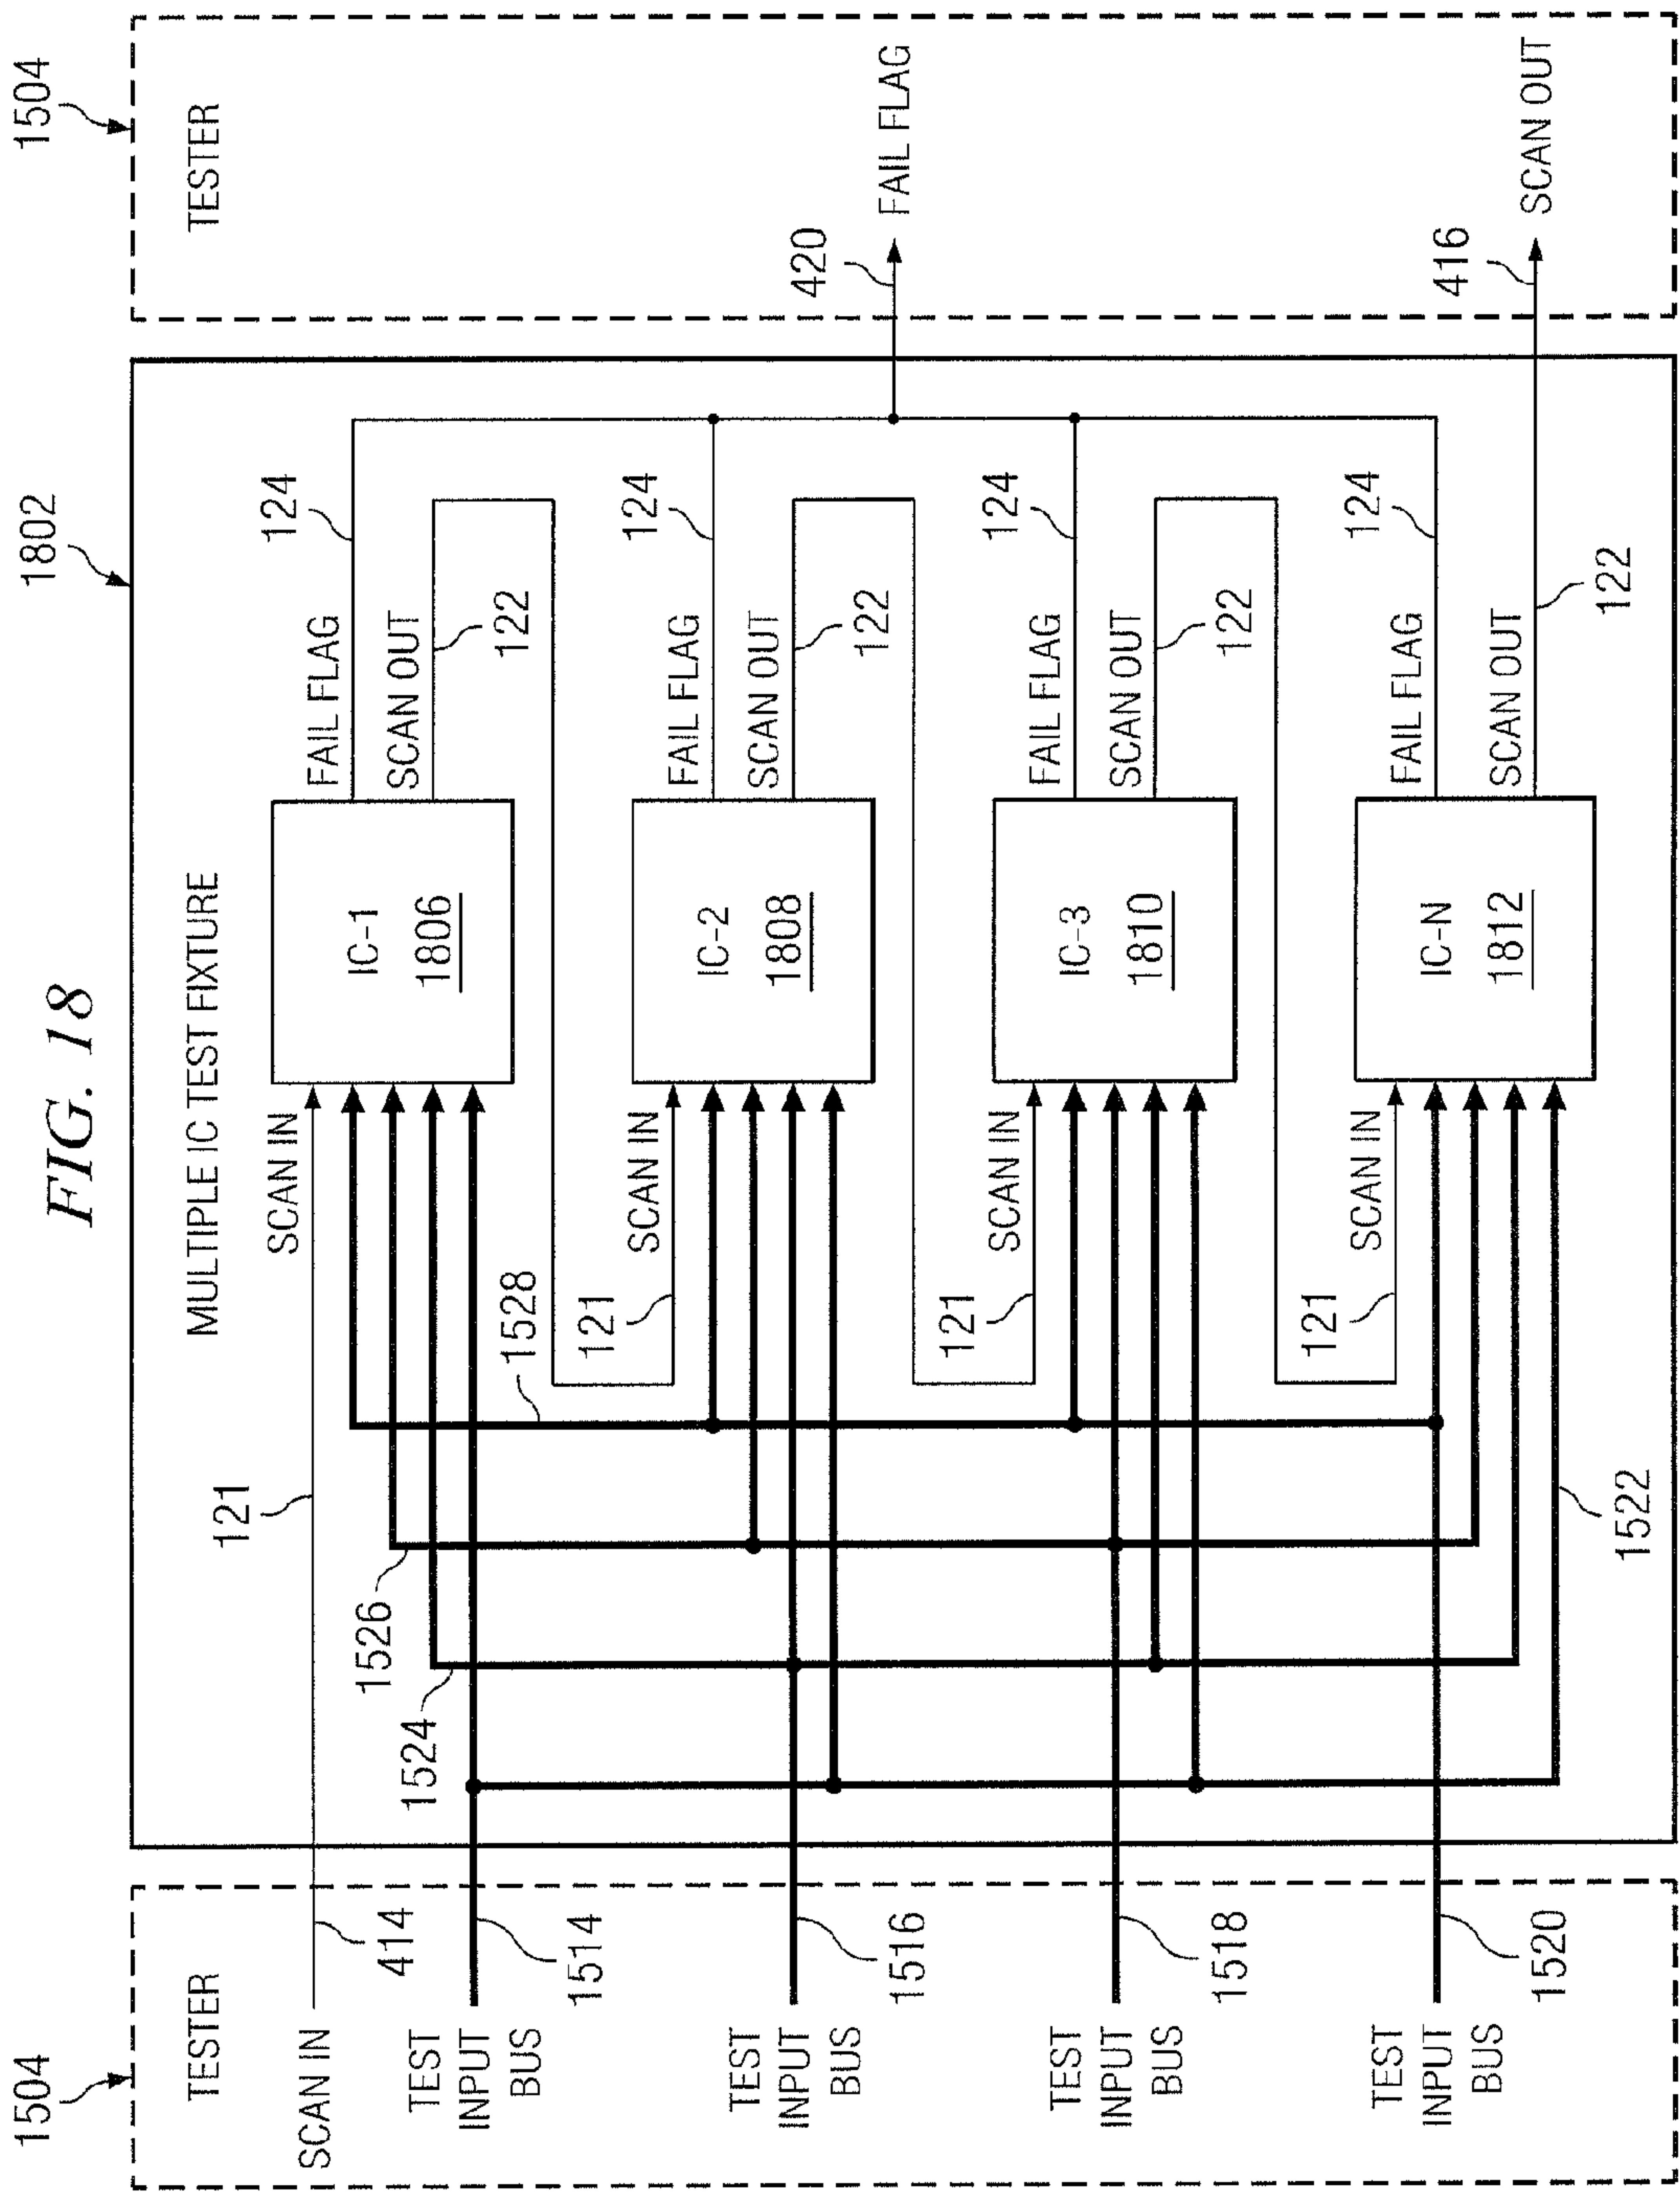 FIG. 18
1504
TESTER
SCAN IN
414
TEST
INPUT
BUS
1514
TEST
INPUT
BUS
1516
TEST
INPUT
BUS
1518
TEST
INPUT
BUS
1520
1802
MULTIPLE IC TEST FIXTURE
121
1526
1524
1528
1522
SCAN IN
IC-1
1806
FAIL FLAG
124
SCAN OUT
122
121
SCAN IN
IC-2
1808
FAIL FLAG
124
SCAN OUT
122
121
SCAN IN
IC-3
1810
FAIL FLAG
124
SCAN OUT
122
121
SCAN IN
IC-N
1812
FAIL FLAG
124
SCAN OUT
122
1504
TESTER
420
FAIL FLAG
416
SCAN OUT